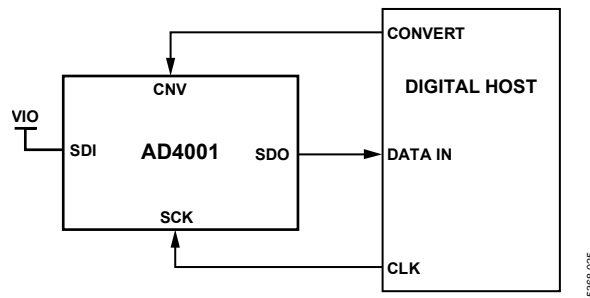 CONVERT
CNV
DIGITAL HOST
VIO
SDI
AD4001
SDO
DATA IN
SCK
CLK